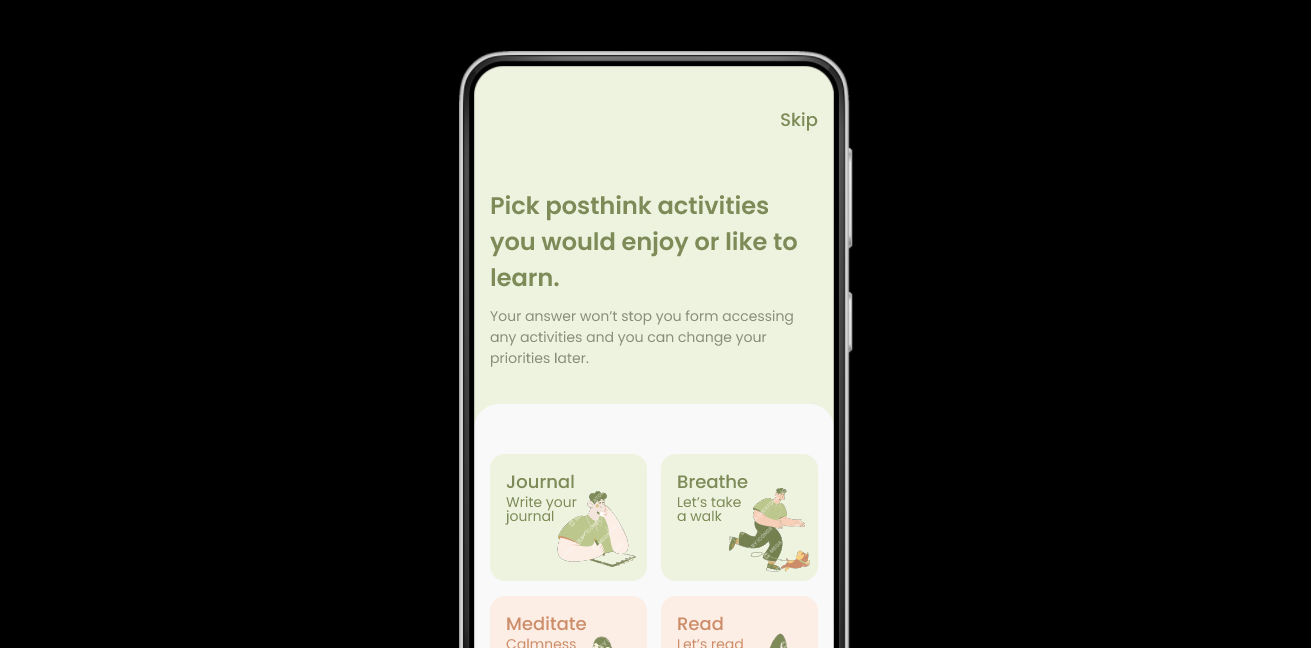 Skip
Pick posthink activities
you would enjoy or like to
learn.
Your answer won't stop you form accessing
any activities and you can change your
priorities later.
Journal
Write your
journal
Breathe
Let's take
a walk
Meditate
Calmness
Read
Let's read